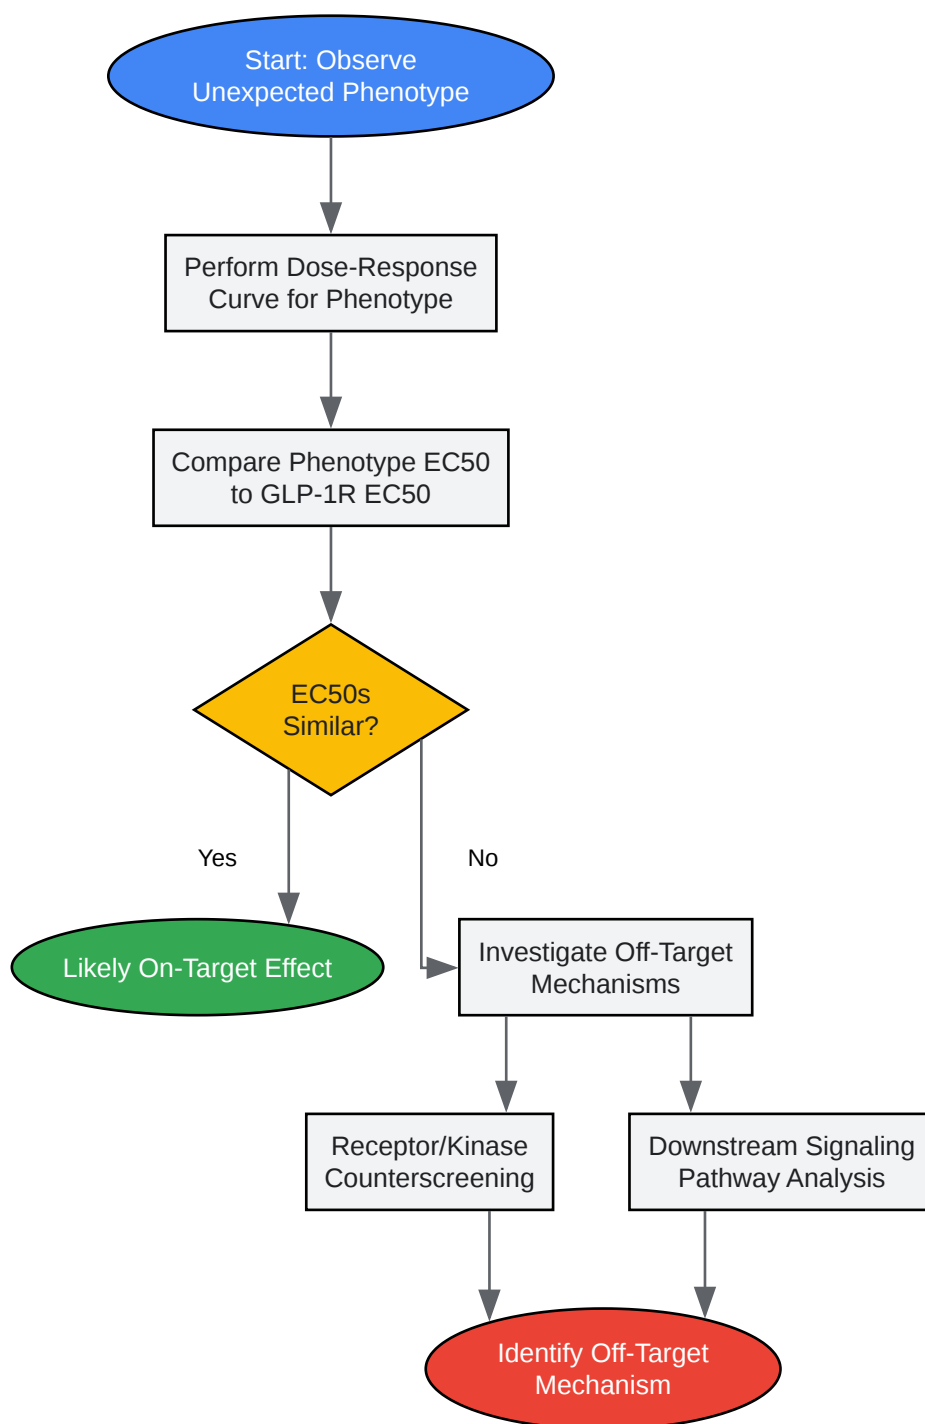 Start: Observe
Unexpected Phenotype
Perform Dose-Response
Curve for Phenotype
Compare Phenotype EC50
to GLP-1R EC50
EC50s
Similar?
Yes
No
Likely On-Target Effect
Investigate Off-Target
Mechanisms
Receptor/Kinase
Counterscreening
Downstream Signaling
Pathway Analysis
Identify Off-Target
Mechanism